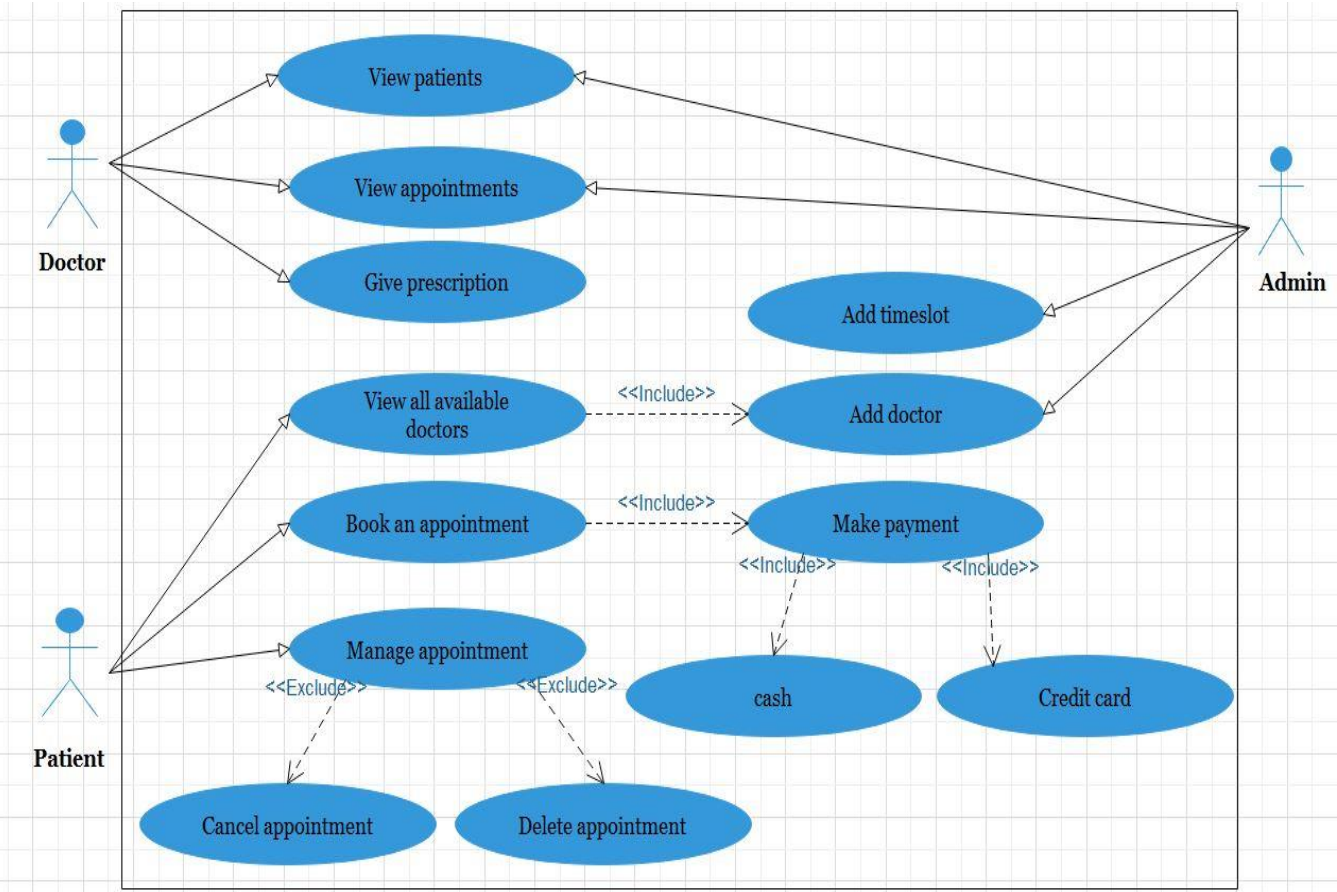 View patients
View appointments
Doctor
Give prescription
Admin
Add timeslot
View all available
doctors
<<Include>>
Add doctor
Book an appointment
<<Include>>
Make payment
<<Include>>
<<Include>>
Manage appointment
<<Exclude>>
<<Exclude>>
cash
Credit card
Patient
Cancel appointment
Delete appointment